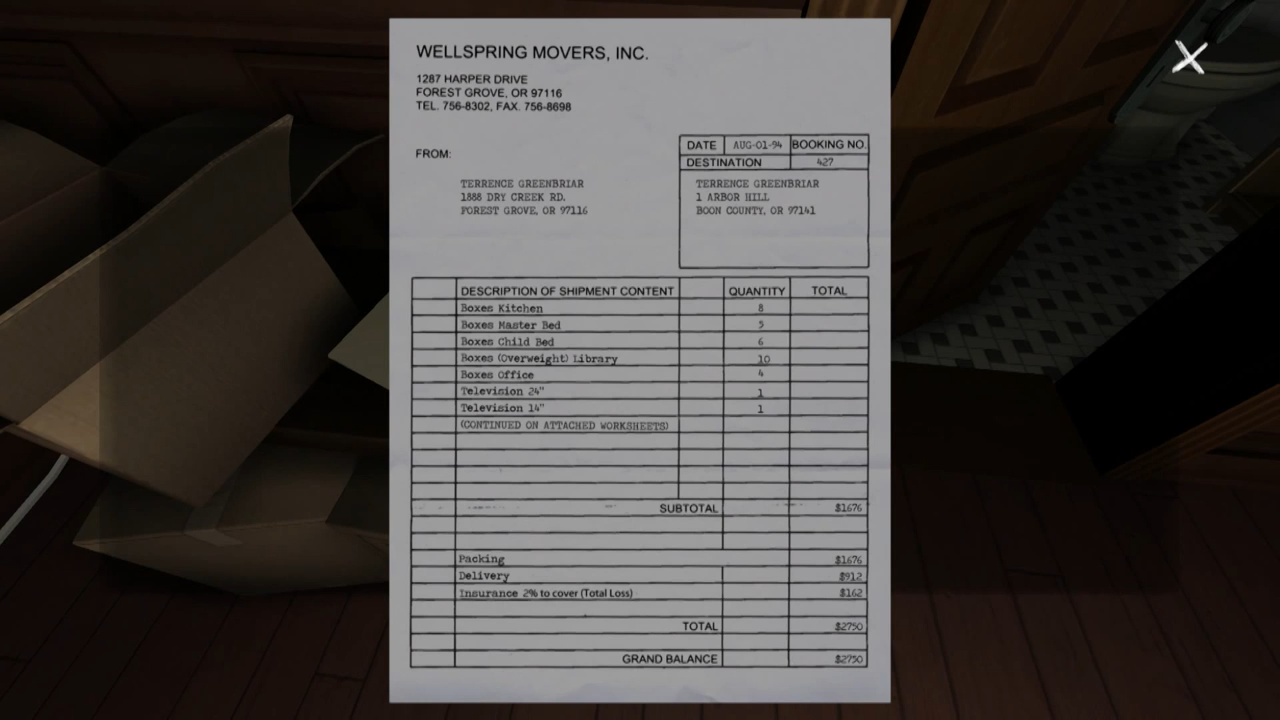 WELLSPRING MOVERS, INC.
1287 HARPER DRIVE
FOREST GROVE, OR 97116
TEL. 756-8302, FAX. 756-8698
FROM:
TERRENCE GREENBRIAR
1888 DRY CREEK RD.
FOREST GROVE, OR 97116
DATE AUG-01-94 BOOKING NO.
DESTINATION 427
TERRENCE GREENBRIAR
1 ARBOR HILL
BOON COUNTY, OR 97141
DESCRIPTION OF SHIPMENT CONTENT QUANTITY TOTAL
Boxes Kitchen 8
Boxes Master Bed 5
Boxes Child Bed 6
Boxes (Overweight) Library 10
Boxes Office 4
Television 24" 1
Television 14" 1
(CONTINUED ON ATTACHED WORKSHEETS)
SUBTOTAL $1676
Packing $1676
Delivery $912
Insurance 2% to cover (Total Loss) $162
TOTAL $2750
GRAND BALANCE $2750